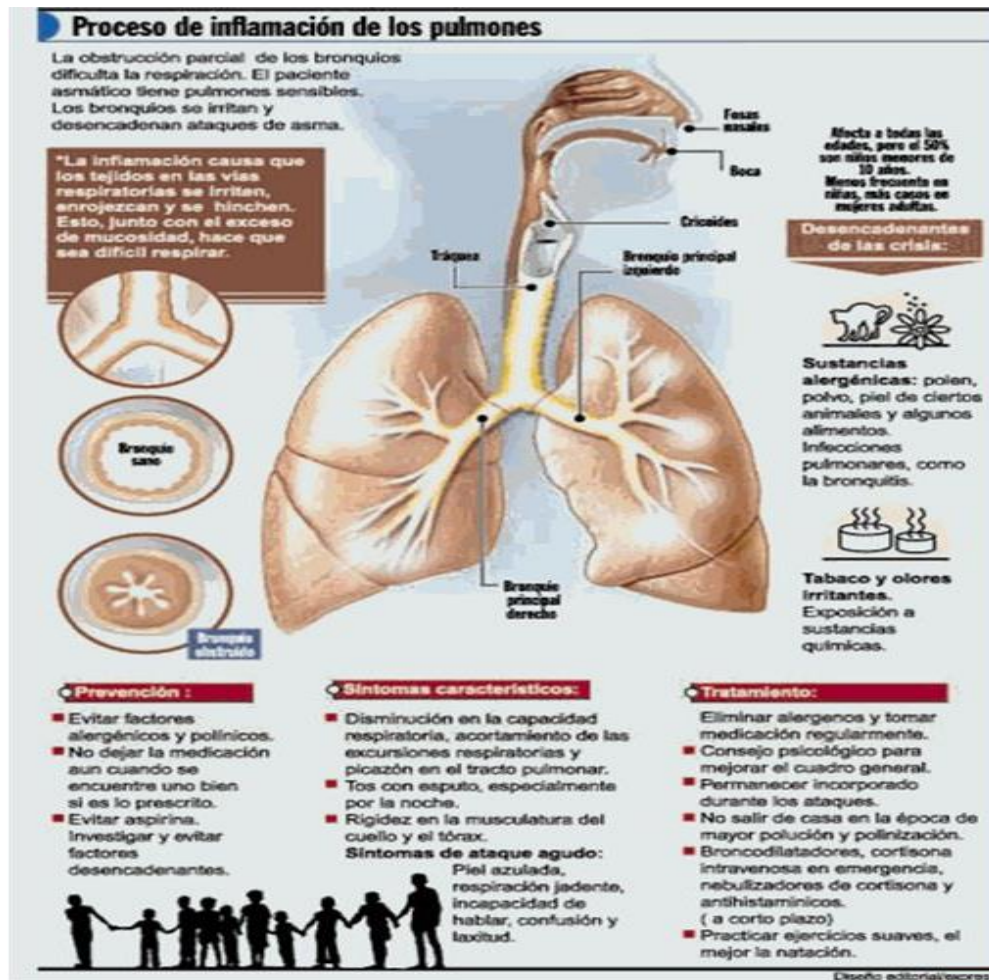 Proceso de inflamación de los pulmones
La obstrucción parcial de los bronquios
dificulta la respiración. El paciente
asmático tiene pulmones sensibles.
Los bronquios se irritan y
desencadenan ataques de asma.
"La inflamación causa que
los tejidos en las vías
respiratorias se irriten,
enrojezcan y se hinchen.
Esto, junto con el exceso
de mucosidad, hace que
sea difícil respirar.
Bronquio
sano
Bronquio
obstruido
Fosas
nasales
Boca
Cricoides
Tráquea
Bronquio principal
izquierdo
Bronquio
principal
derecho
Afecta a todas las
edades, pero el 50%
son niños menores de
10 años.
Menos frecuente en
niñas, más casos en
mujeres adultas.
Desencadenantes
de las crisis:
Sustancias
alergénicas: polen,
polvo, piel de ciertos
animales y algunos
alimentos.
Infecciones
pulmonares, como
la bronquitis.
Tabaco y olores
irritantes.
Exposición a
sustancias
químicas.
Prevención :
Evitar factores
alergénicos y polínicos.
No dejar la medicación
aun cuando se
encuentre uno bien
si es lo prescrito.
Evitar aspirina.
Investigar y evitar
factores
desencadenantes.
Síntomas característicos:
Disminución en la capacidad
respiratoria, acortamiento de las
excursiones respiratorias y
picazón en el tracto pulmonar.
Tos con esputo, especialmente
por la noche.
Rigidez en la musculatura del
cuello y el tórax.
Síntomas de ataque agudo:
Piel azulada,
respiración jadente,
incapacidad de
hablar, confusión y
laxitud.
Tratamiento:
Eliminar alergenos y tomar
medicación regularmente.
Consejo psicológico para
mejorar el cuadro general.
Permanecer incorporado
durante los ataques.
No salir de casa en la época de
mayor polución y polinización.
Broncodilatadores, cortisona
intravenosa en emergencia,
nebulizadores de cortisona y
antihistamínicos.
( a corto plazo)
Practicar ejercicios suaves, el
mejor la natación.
Diseño